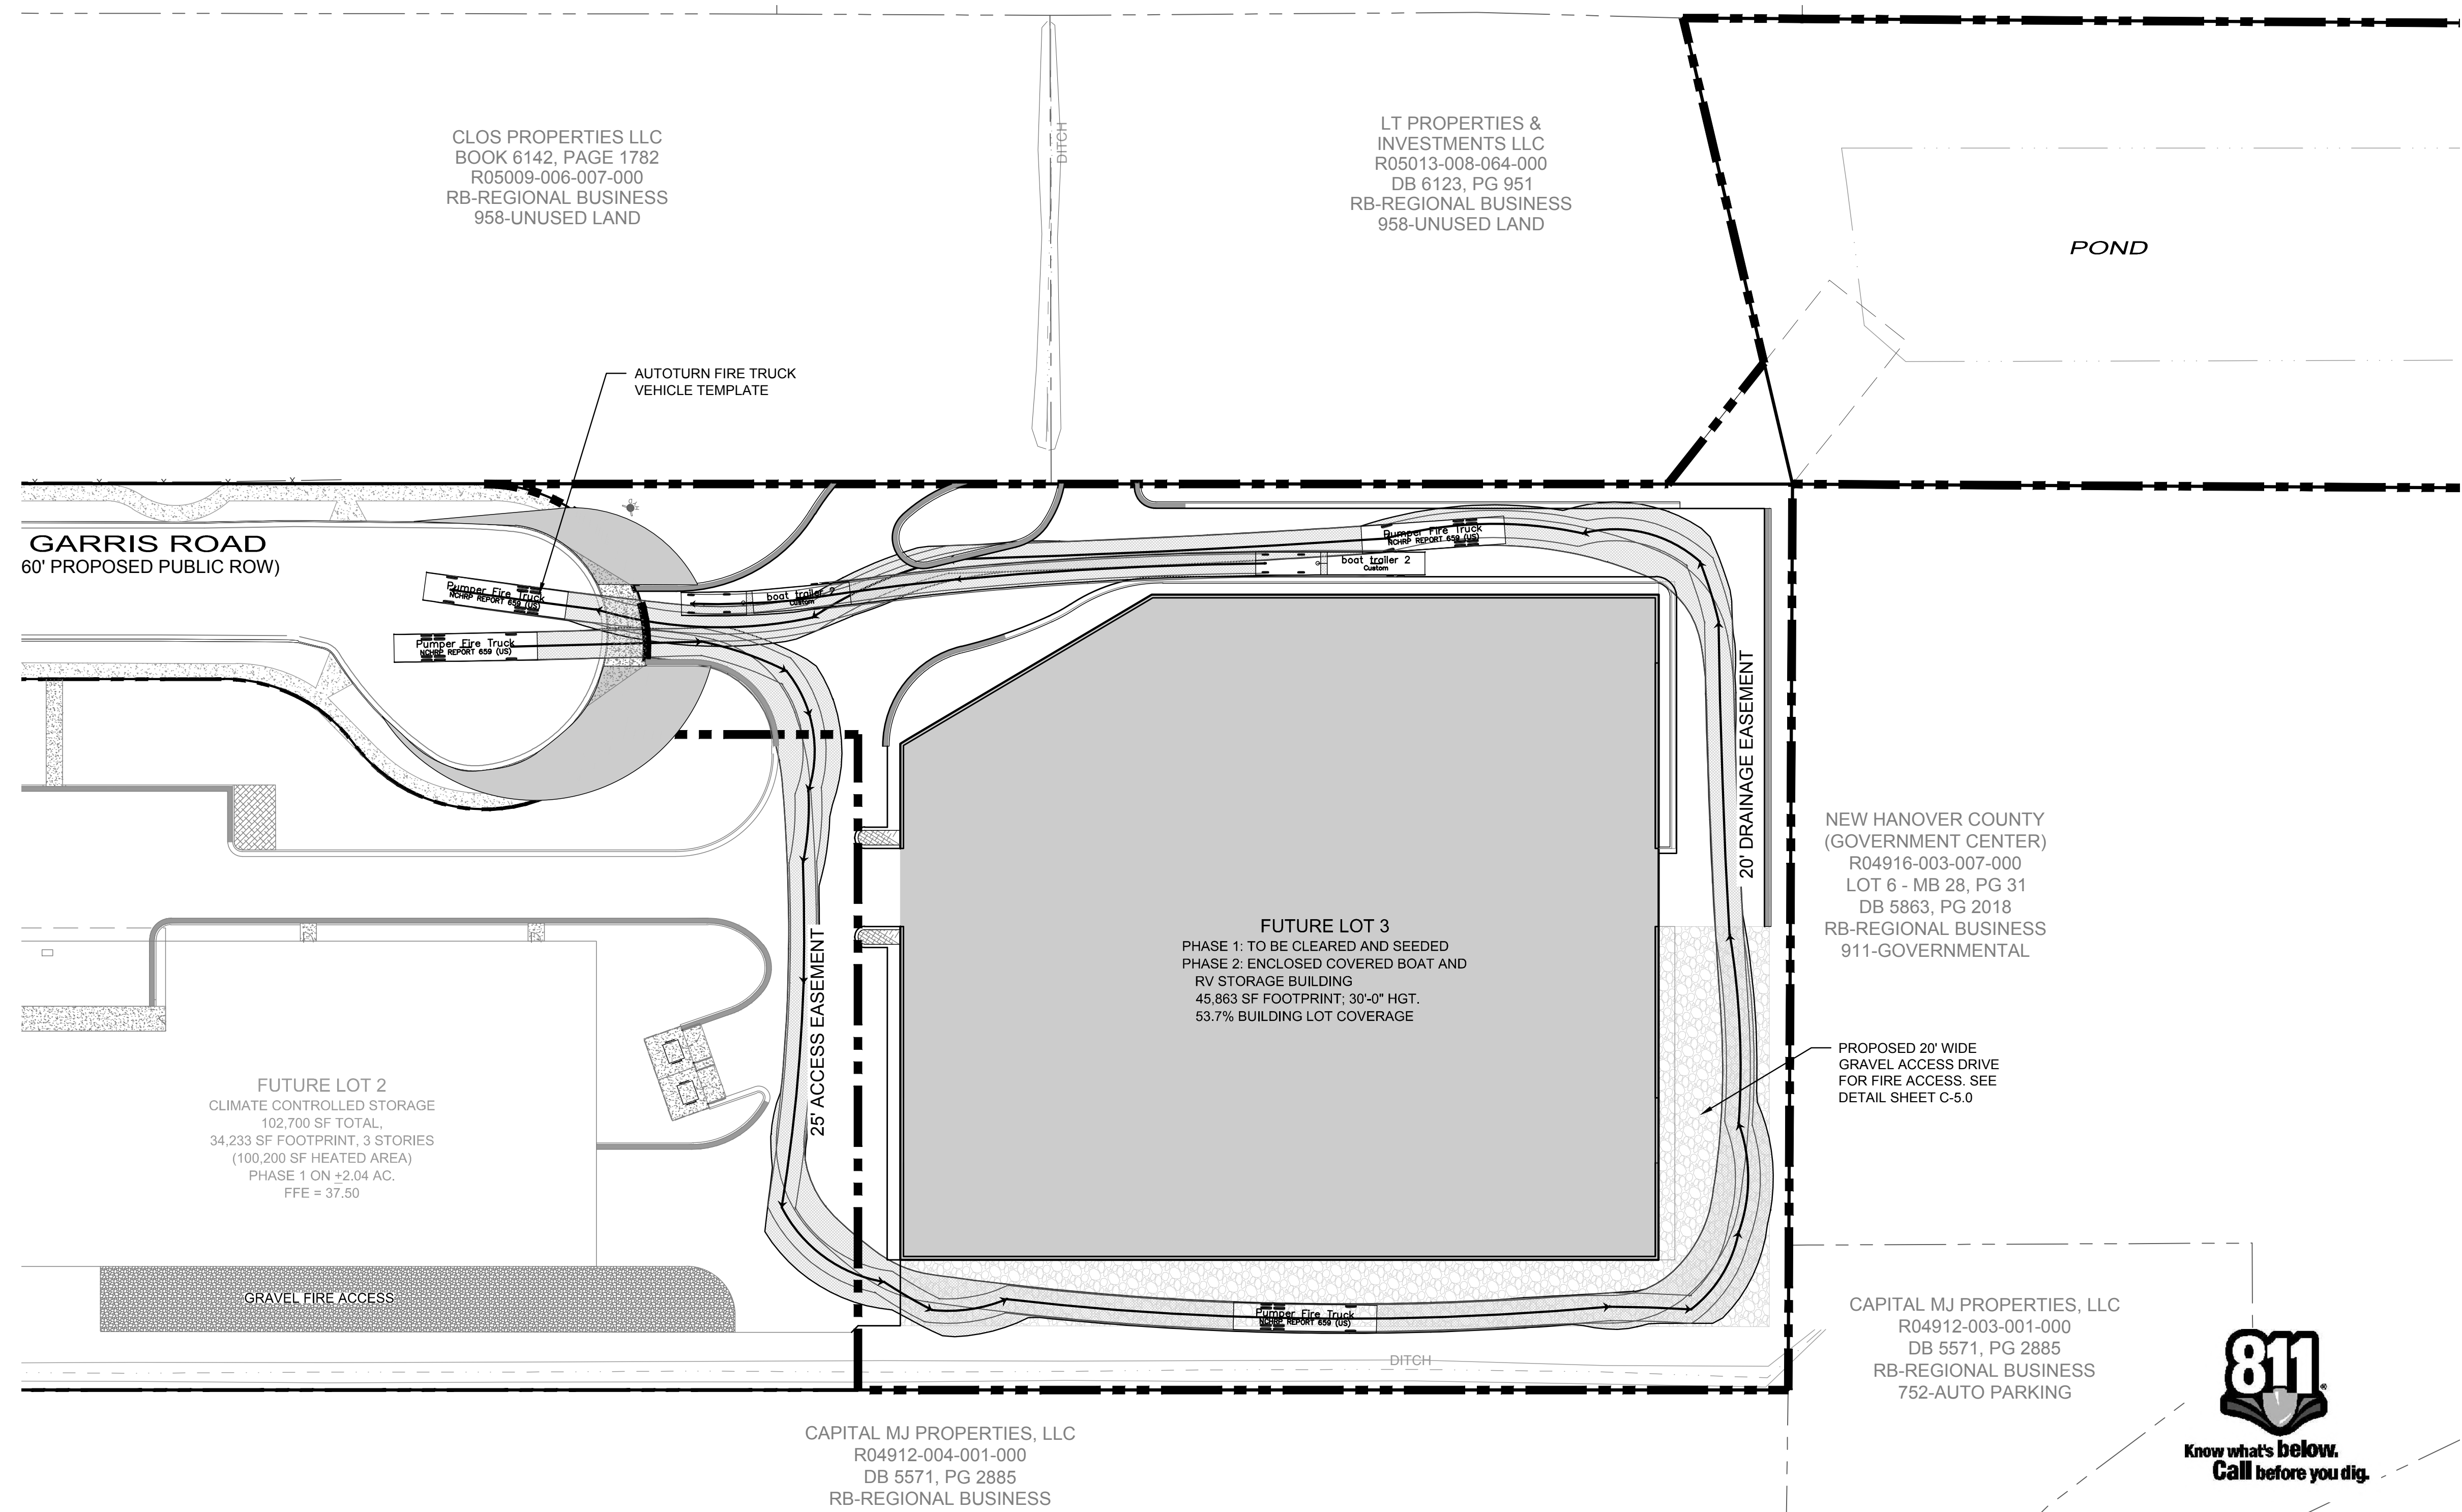 CLOS PROPERTIES LLC
BOOK 6142, PAGE 1782
R05009-006-007-000
RB-REGIONAL BUSINESS
958-UNUSED LAND
DITCH
LT PROPERTIES &
INVESTMENTS LLC
R05013-008-064-000
DB 6123, PG 951
RB-REGIONAL BUSINESS
958-UNUSED LAND
POND
AUTOTURN FIRE TRUCK
VEHICLE TEMPLATE
GARRIS ROAD
60' PROPOSED PUBLIC ROW)
Pumper Fire Truck
NCHRP REPORT 659 (US)
Pumper Fire Truck
NCHRP REPORT 659 (US)
boat trailer 2
Custom
Pumper Fire Truck
NCHRP REPORT 659 (US)
boat trailer 2
Custom
20' DRAINAGE EASEMENT
25' ACCESS EASEMENT
FUTURE LOT 3
PHASE 1: TO BE CLEARED AND SEEDED
PHASE 2: ENCLOSED COVERED BOAT AND
RV STORAGE BUILDING
45,863 SF FOOTPRINT; 30'-0" HGT.
53.7% BUILDING LOT COVERAGE
NEW HANOVER COUNTY
(GOVERNMENT CENTER)
R04916-003-007-000
LOT 6 - MB 28, PG 31
DB 5863, PG 2018
RB-REGIONAL BUSINESS
911-GOVERNMENTAL
PROPOSED 20' WIDE
GRAVEL ACCESS DRIVE
FOR FIRE ACCESS. SEE
DETAIL SHEET C-5.0
FUTURE LOT 2
CLIMATE CONTROLLED STORAGE
102,700 SF TOTAL,
34,233 SF FOOTPRINT, 3 STORIES
(100,200 SF HEATED AREA)
PHASE 1 ON ±2.04 AC.
FFE = 37.50
GRAVEL FIRE ACCESS
Pumper Fire Truck
NCHRP REPORT 659 (US)
DITCH
CAPITAL MJ PROPERTIES, LLC
R04912-003-001-000
DB 5571, PG 2885
RB-REGIONAL BUSINESS
752-AUTO PARKING
CAPITAL MJ PROPERTIES, LLC
R04912-004-001-000
DB 5571, PG 2885
RB-REGIONAL BUSINESS
811®
Know what's below.
Call before you dig.